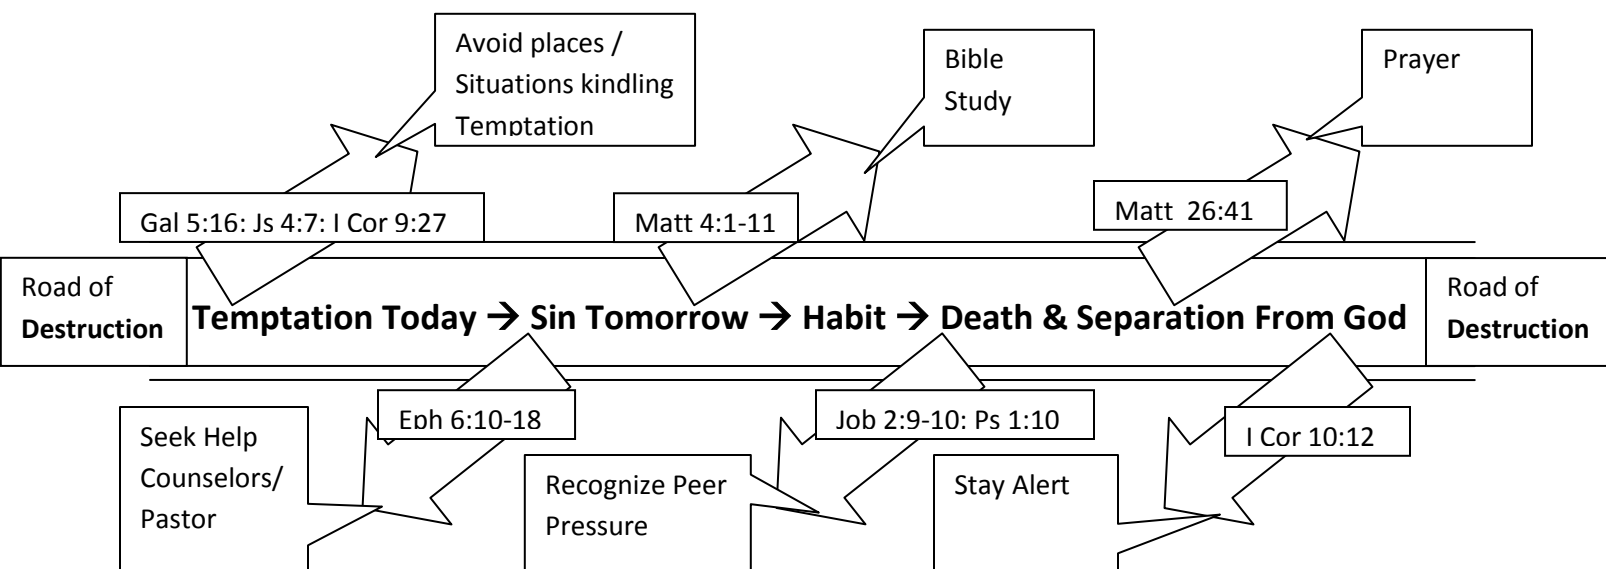 Avoid places /
Situations kindling
Temptation
Bible
Study
Prayer
Gal 5:16: Js 4:7: I Cor 9:27
Matt 4:1-11
Matt  26:41
Road of
Destruction
Temptation Today → Sin Tomorrow → Habit → Death & Separation From God
Road of
Destruction
Eph 6:10-18
Job 2:9-10: Ps 1:10
I Cor 10:12
Seek Help
Counselors/
Pastor
Recognize Peer
Pressure
Stay Alert